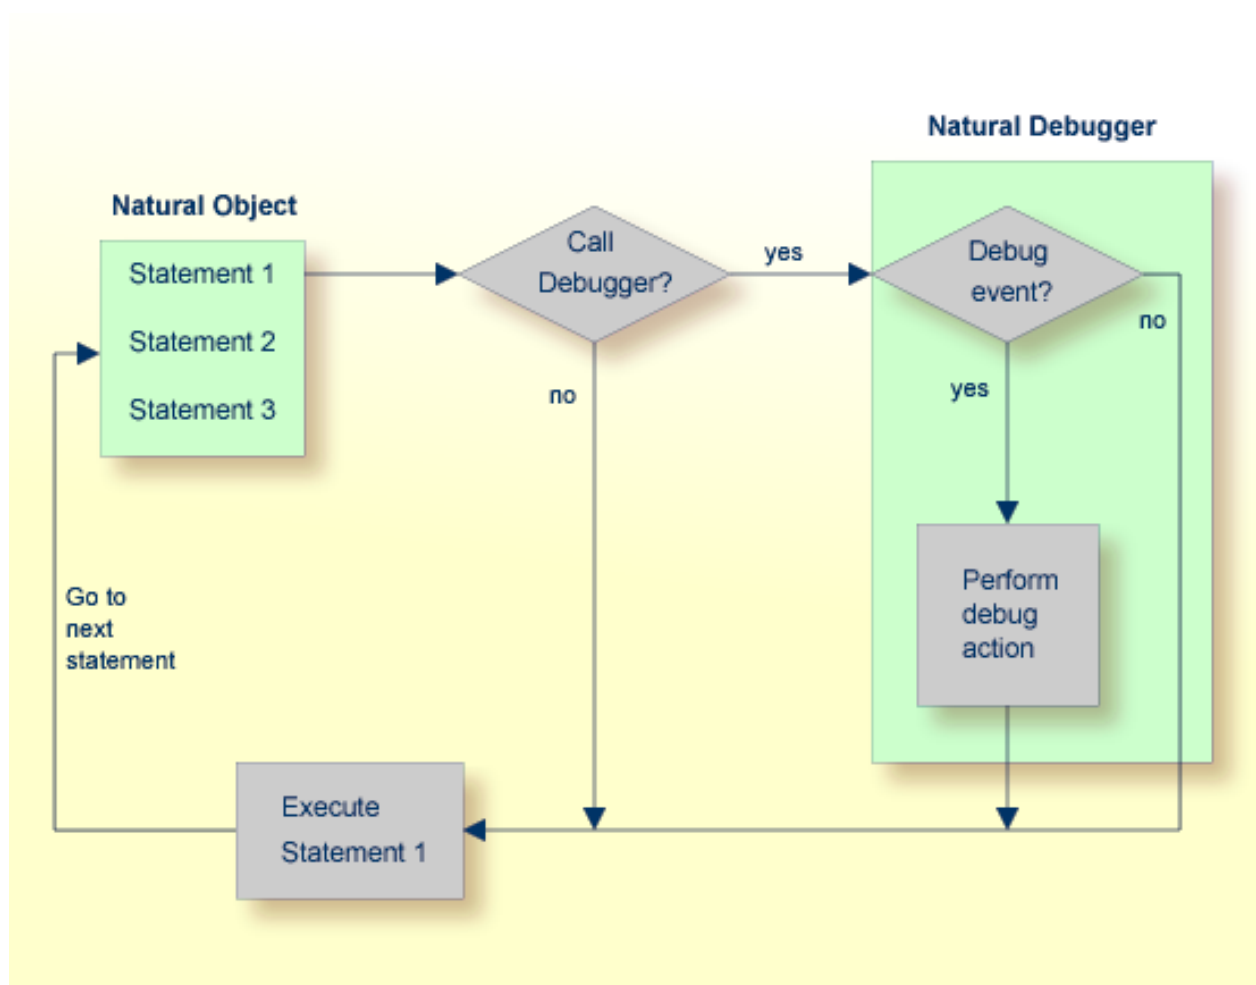 Natural Debugger
Natural Object
Statement 1
Statement 2
Statement 3
Call
Debugger?
yes
Debug
event?
no
no
yes
Perform
debug
action
Go to
next
statement
Execute
Statement 1